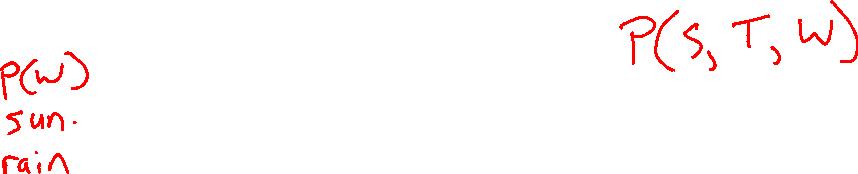 P(S, T, W)
P(W)
sun.
rain